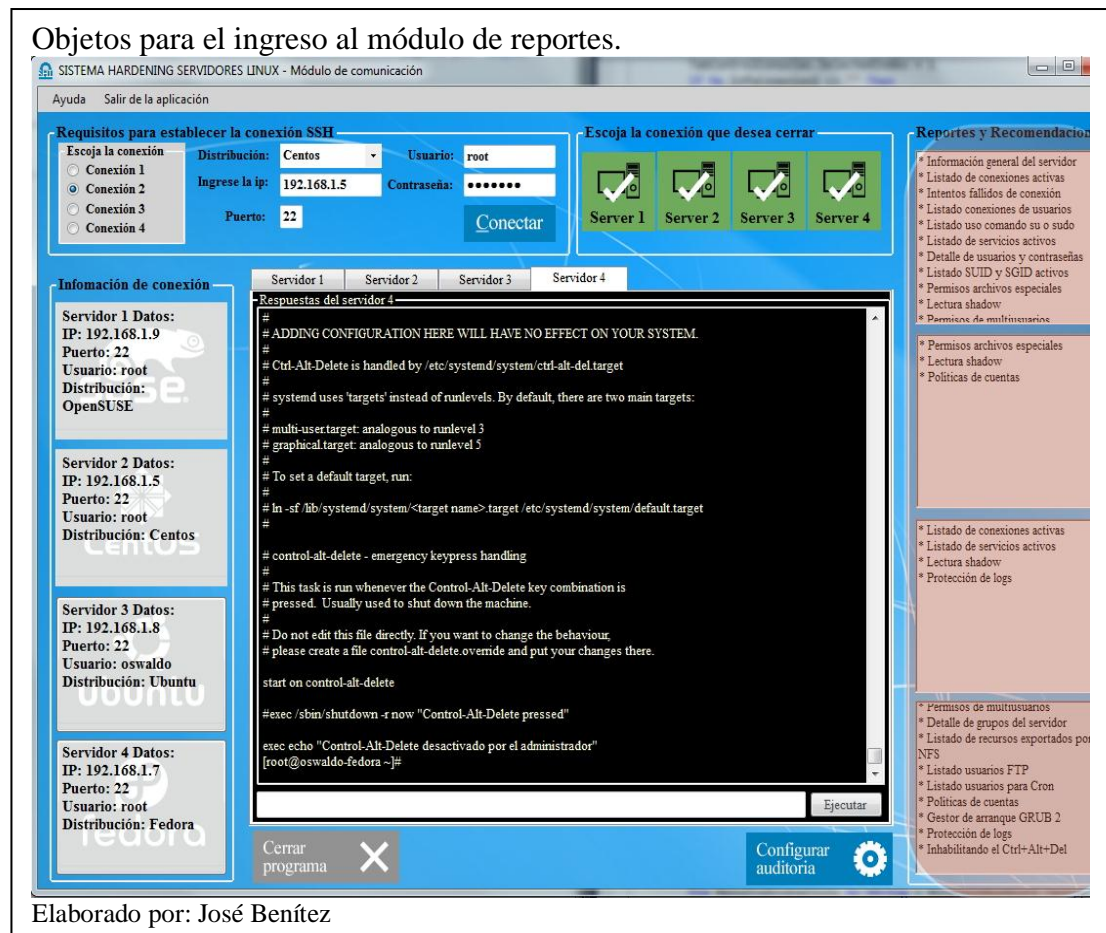 Objetos para el ingreso al módulo de reportes.
SISTEMA HARDENING SERVIDORES LINUX - Módulo de comunicación
Ayuda Salir de la aplicación
Requisitos para establecer la conexión SSH
Escoja la conexión
Conexión 1
Conexión 2
Conexión 3
Conexión 4
Distribución: Centos
Usuario: root
Ingrese la ip: 192.168.1.5
Contraseña: •••••••
Puerto: 22
Conectar
Escoja la conexión que desea cerrar
Server 1 Server 2 Server 3 Server 4
Infomación de conexión
Servidor 1 Datos:
IP: 192.168.1.9
Puerto: 22
Usuario: root
Distribución:
OpenSUSE
SUSE.
Servidor 2 Datos:
IP: 192.168.1.5
Puerto: 22
Usuario: root
Distribución: Centos
CentOS
Servidor 3 Datos:
IP: 192.168.1.8
Puerto: 22
Usuario: oswaldo
Distribución: Ubuntu
ubuntu
Servidor 4 Datos:
IP: 192.168.1.7
Puerto: 22
Usuario: root
Distribución: Fedora
fedora
Servidor 1 Servidor 2 Servidor 3 Servidor 4
Respuestas del servidor 4
#
# ADDING CONFIGURATION HERE WILL HAVE NO EFFECT ON YOUR SYSTEM.
#
# Ctrl-Alt-Delete is handled by /etc/systemd/system/ctrl-alt-del.target
#
# systemd uses 'targets' instead of runlevels. By default, there are two main targets:
#
# multi-user.target: analogous to runlevel 3
# graphical.target: analogous to runlevel 5
#
# To set a default target, run:
#
# ln -sf /lib/systemd/system/<target name>.target /etc/systemd/system/default.target
#
# control-alt-delete - emergency keypress handling
#
# This task is run whenever the Control-Alt-Delete key combination is
# pressed. Usually used to shut down the machine.
#
# Do not edit this file directly. If you want to change the behaviour,
# please create a file control-alt-delete.override and put your changes there.
start on control-alt-delete
#exec /sbin/shutdown -r now "Control-Alt-Delete pressed"
exec echo "Control-Alt-Delete desactivado por el administrador"
[root@oswaldo-fedora ~]#
Ejecutar
Cerrar
programa
Configurar
auditoria
Reportes y Recomendacion
* Información general del servidor
* Listado de conexiones activas
* Intentos fallidos de conexión
* Listado conexiones de usuarios
* Listado uso comando su o sudo
* Listado de servicios activos
* Detalle de usuarios y contraseñas
* Listado SUID y SGID activos
* Permisos archivos especiales
* Lectura shadow
* Permisos de multiusuarios
* Permisos archivos especiales
* Lectura shadow
* Politicas de cuentas
* Listado de conexiones activas
* Listado de servicios activos
* Lectura shadow
* Protección de logs
* Permisos de multiusuarios
* Detalle de grupos del servidor
* Listado de recursos exportados por
NFS
* Listado usuarios FTP
* Listado usuarios para Cron
* Politicas de cuentas
* Gestor de arranque GRUB 2
* Protección de logs
* Inhabilitando el Ctrl+Alt+Del
Elaborado por: José Benítez